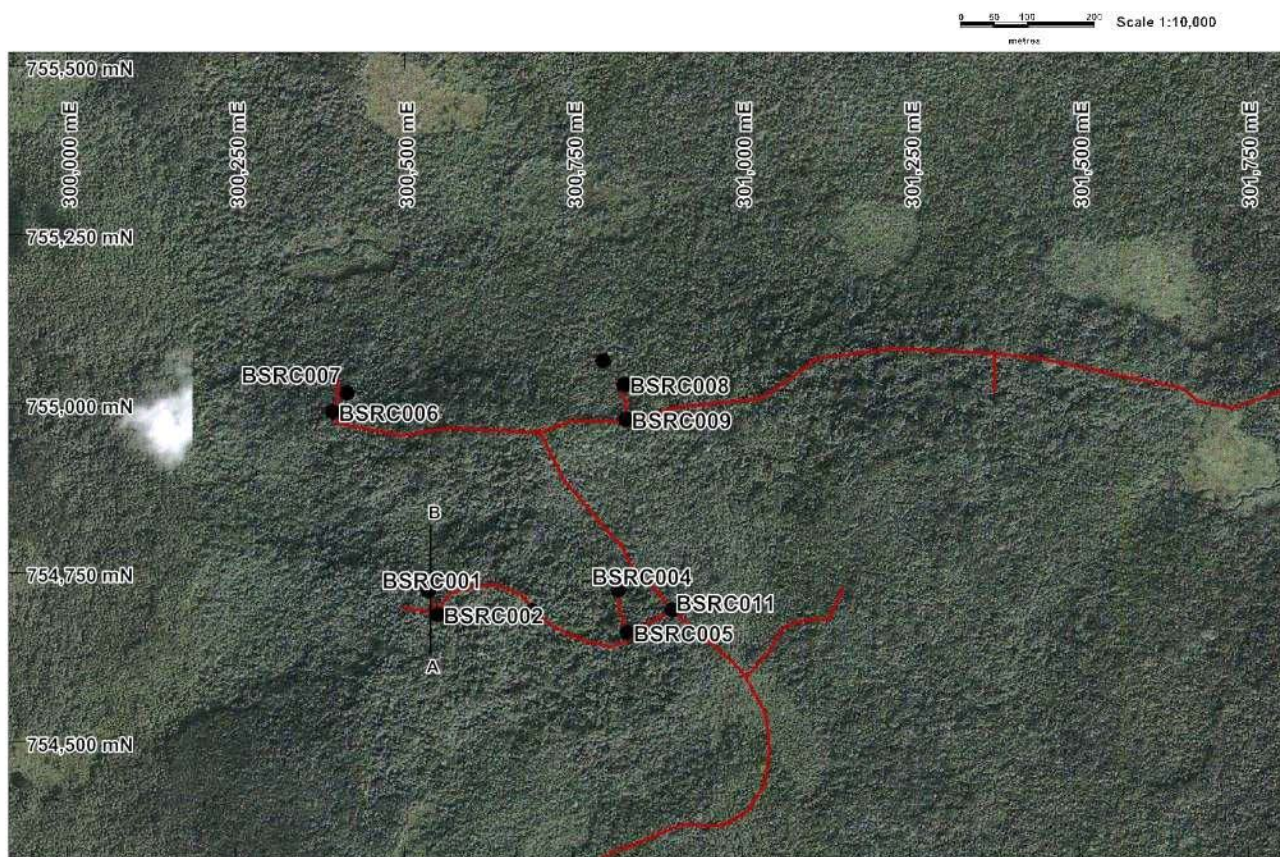 0 50 100 200 Scale 1:10,000
metres
755,500 mN
300,000 mE
300,250 mE
300,500 mE
300,750 mE
301,000 mE
301,250 mE
301,500 mE
301,750 mE
755,250 mN
BSRC007
BSRC008
755,000 mN
BSRC006
BSRC009
B
754,750 mN
BSRC001
BSRC004
BSRC011
BSRC002
BSRC005
A
754,500 mN